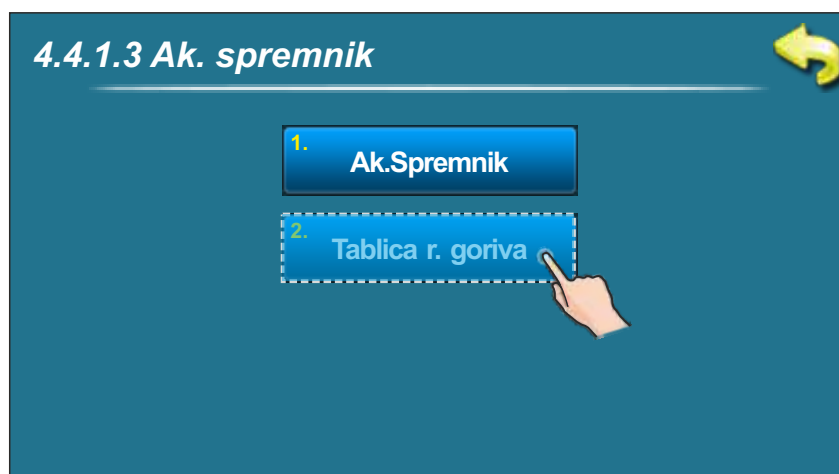 4.4.1.3 Ak. spremnik
1.
Ak.Spremnik
2.
Tablica r. goriva